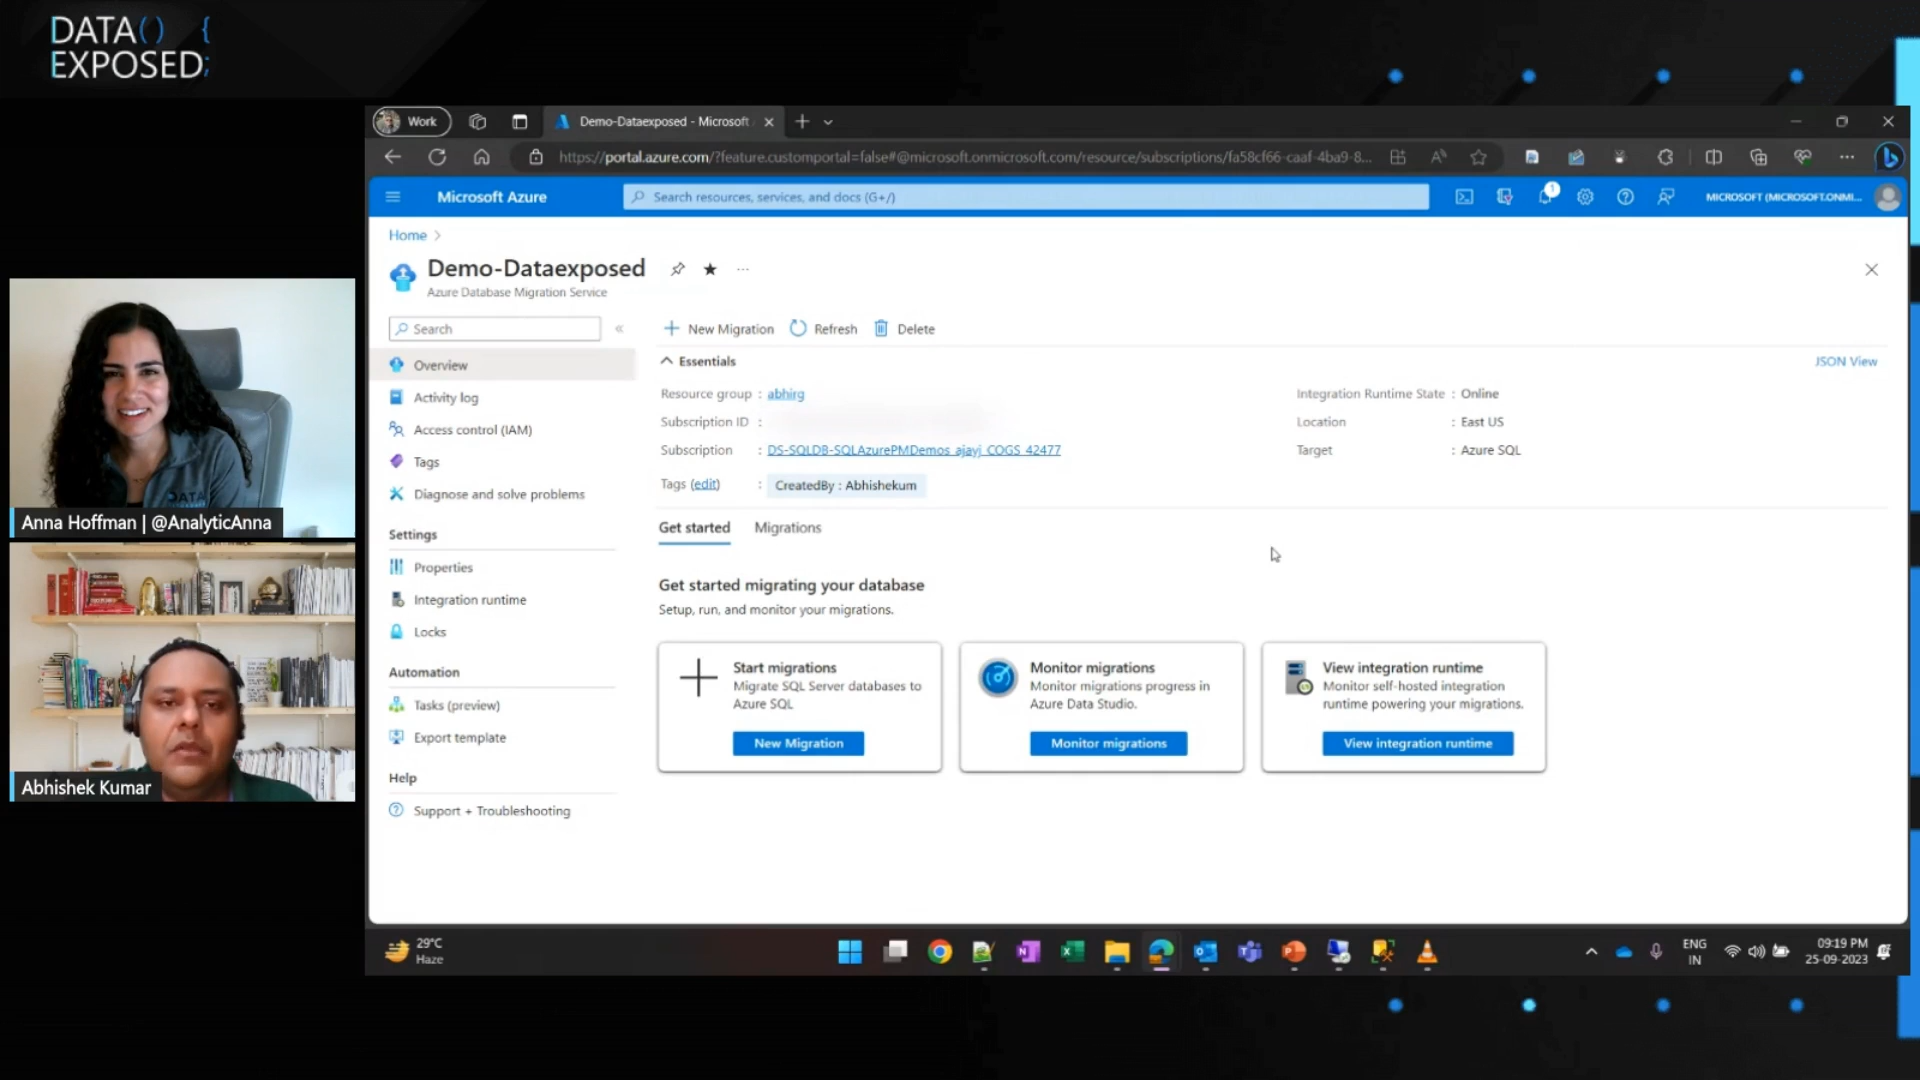 DATA() {
EXPOSED;
Work
Demo-Dataexposed - Microsoft
https://portal.azure.com/?feature.customportal=false#@microsoft.onmicrosoft.com/resource/subscriptions/fa58cf66-caaf-4ba9-8...
Microsoft Azure
Search resources, services, and docs (G+/)
1
MICROSOFT (MICROSOFT.ONMI...
Home >
Demo-Dataexposed
Azure Database Migration Service
Search
New Migration
Refresh
Delete
Overview
Activity log
Access control (IAM)
Tags
Diagnose and solve problems
Settings
Properties
Integration runtime
Locks
Automation
Tasks (preview)
Export template
Help
Support + Troubleshooting
Essentials
JSON View
Resource group : abhirg
Subscription ID :
Subscription : DS-SQLDB-SQLAzurePMDemos_ajayj_COGS_42477
Tags (edit) : CreatedBy : Abhishekum
Integration Runtime State : Online
Location : East US
Target : Azure SQL
Get started
Migrations
Get started migrating your database
Setup, run, and monitor your migrations.
Start migrations
Migrate SQL Server databases to
Azure SQL
New Migration
Monitor migrations
Monitor migrations progress in
Azure Data Studio.
Monitor migrations
View integration runtime
Monitor self-hosted integration
runtime powering your migrations.
View integration runtime
Anna Hoffman | @AnalyticAnna
DATA
Abhishek Kumar
29°C
Haze
ENG
IN
09:19 PM
25-09-2023